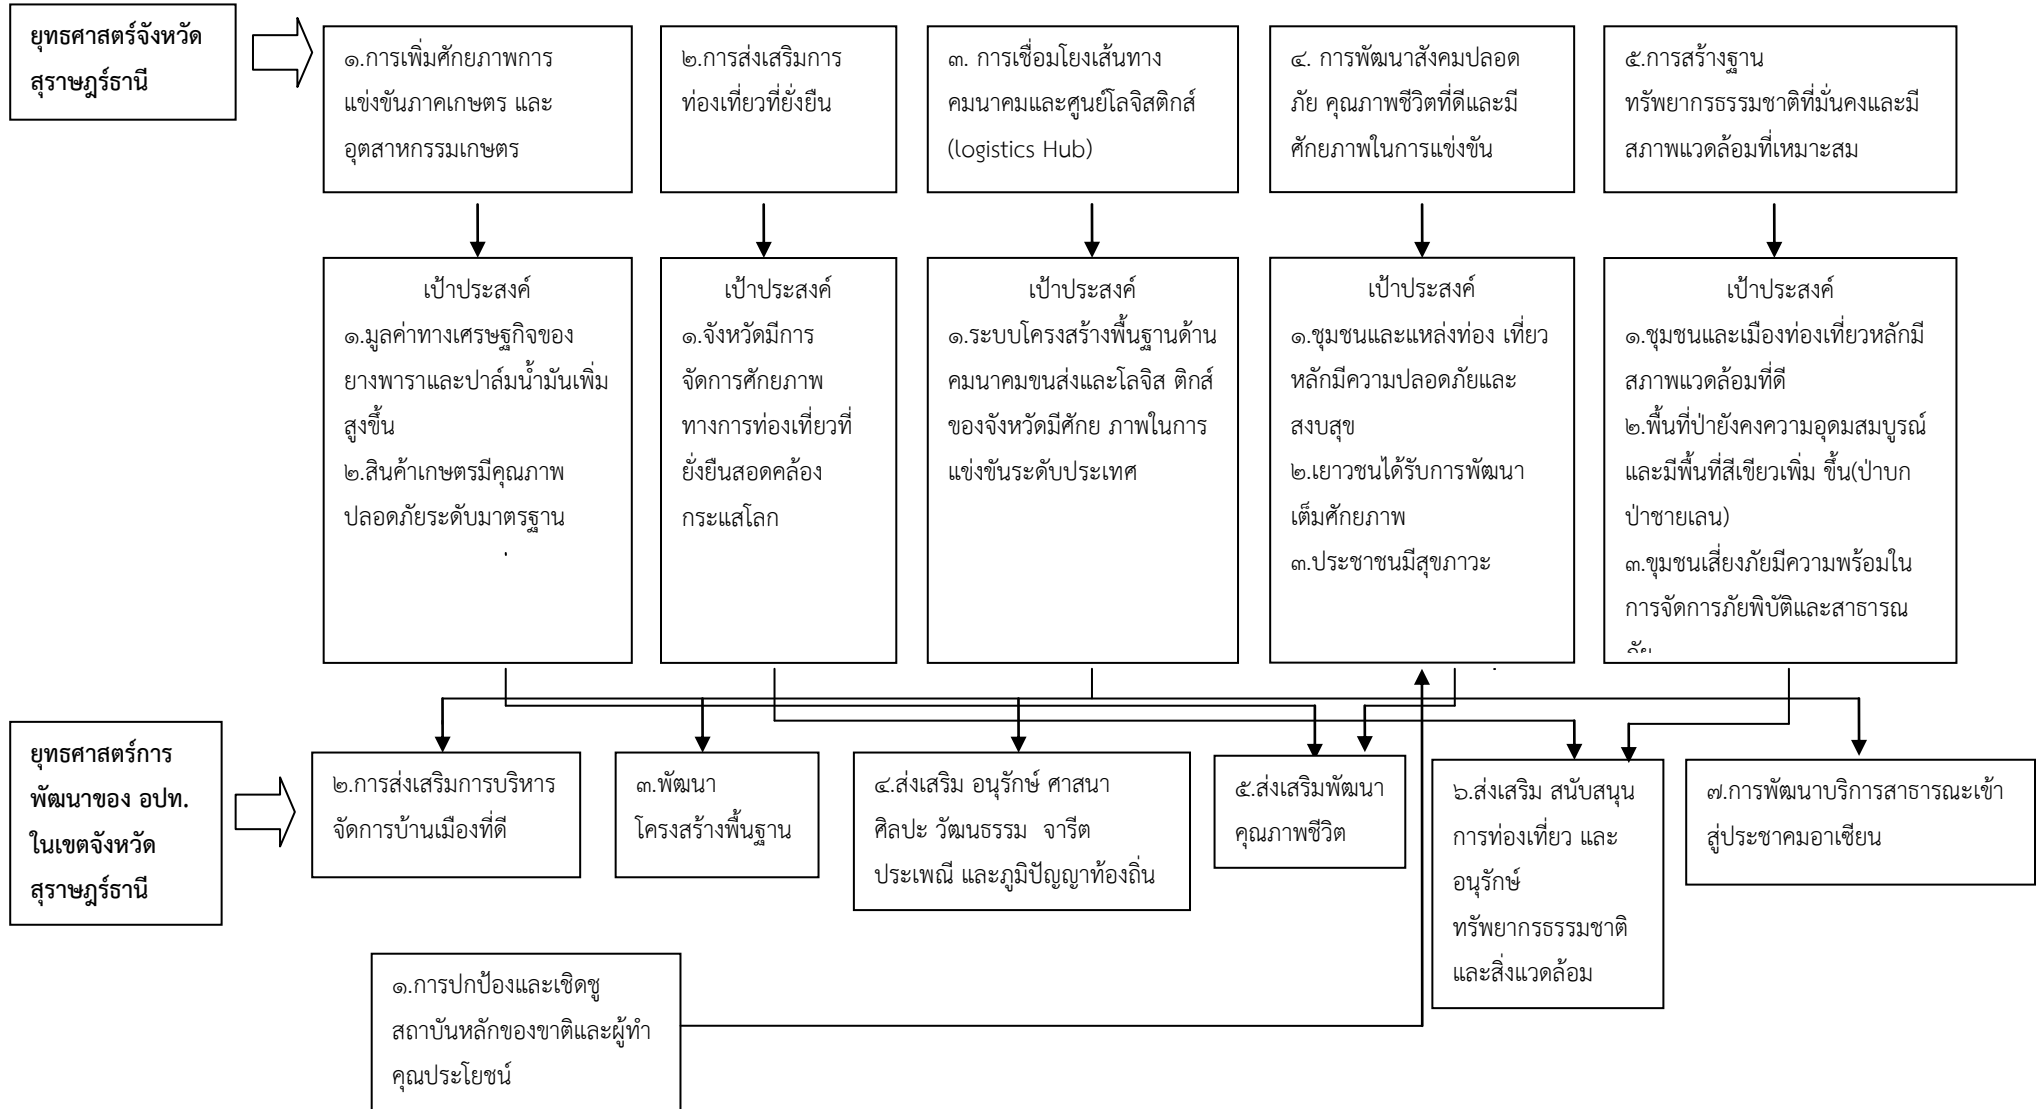 ยุทธศาสตร์จังหวัด
สุราษฎร์ธานี
๑.การเพิ่มศักยภาพการ
แข่งขันภาคเกษตร และ
อุตสาหกรรมเกษตร
๒.การส่งเสริมการ
ท่องเที่ยวที่ยั่งยืน
๓. การเชื่อมโยงเส้นทาง
คมนาคมและศูนย์โลจิสติกส์
(logistics Hub)
๔. การพัฒนาสังคมปลอด
ภัย คุณภาพชีวิตที่ดีและมี
ศักยภาพในการแข่งขัน
๕.การสร้างฐาน
ทรัพยากรธรรมชาติที่มั่นคงและมี
สภาพแวดล้อมที่เหมาะสม
เป้าประสงค์
๑.มูลค่าทางเศรษฐกิจของ
ยางพาราและปาล์มน้ำมันเพิ่ม
สูงขึ้น
๒.สินค้าเกษตรมีคุณภาพ
ปลอดภัยระดับมาตรฐาน
เป้าประสงค์
๑.จังหวัดมีการ
จัดการศักยภาพ
ทางการท่องเที่ยวที่
ยั่งยืนสอดคล้อง
กระแสโลก
เป้าประสงค์
๑.ระบบโครงสร้างพื้นฐานด้าน
คมนาคมขนส่งและโลจิส ติกส์
ของจังหวัดมีศักย ภาพในการ
แข่งขันระดับประเทศ
เป้าประสงค์
๑.ชุมชนและแหล่งท่อง เที่ยว
หลักมีความปลอดภัยและ
สงบสุข
๒.เยาวชนได้รับการพัฒนา
เต็มศักยภาพ
๓.ประชาชนมีสุขภาวะ
เป้าประสงค์
๑.ชุมชนและเมืองท่องเที่ยวหลักมี
สภาพแวดล้อมที่ดี
๒.พื้นที่ป่ายังคงความอุดมสมบูรณ์
และมีพื้นที่สีเขียวเพิ่ม ขึ้น(ป่าบก
ป่าชายเลน)
๓.ขุมชนเสี่ยงภัยมีความพร้อมใน
การจัดการภัยพิบัติและสาธารณ
ยุทธศาสตร์การ
พัฒนาของ อปท.
ในเขตจังหวัด
สุราษฎร์ธานี
๒.การส่งเสริมการบริหาร
จัดการบ้านเมืองที่ดี
๓.พัฒนา
โครงสร้างพื้นฐาน
๔.ส่งเสริม อนุรักษ์ ศาสนา
ศิลปะ วัฒนธรรม จารีต
ประเพณี และภูมิปัญญาท้องถิ่น
๕.ส่งเสริมพัฒนา
คุณภาพชีวิต
๖.ส่งเสริม สนับสนุน
การท่องเที่ยว และ
อนุรักษ์
ทรัพยากรธรรมชาติ
และสิ่งแวดล้อม
๗.การพัฒนาบริการสาธารณะเข้า
สู่ประชาคมอาเซียน
๑.การปกป้องและเชิดชู
สถาบันหลักของชาติและผู้ทำ
คุณประโยชน์